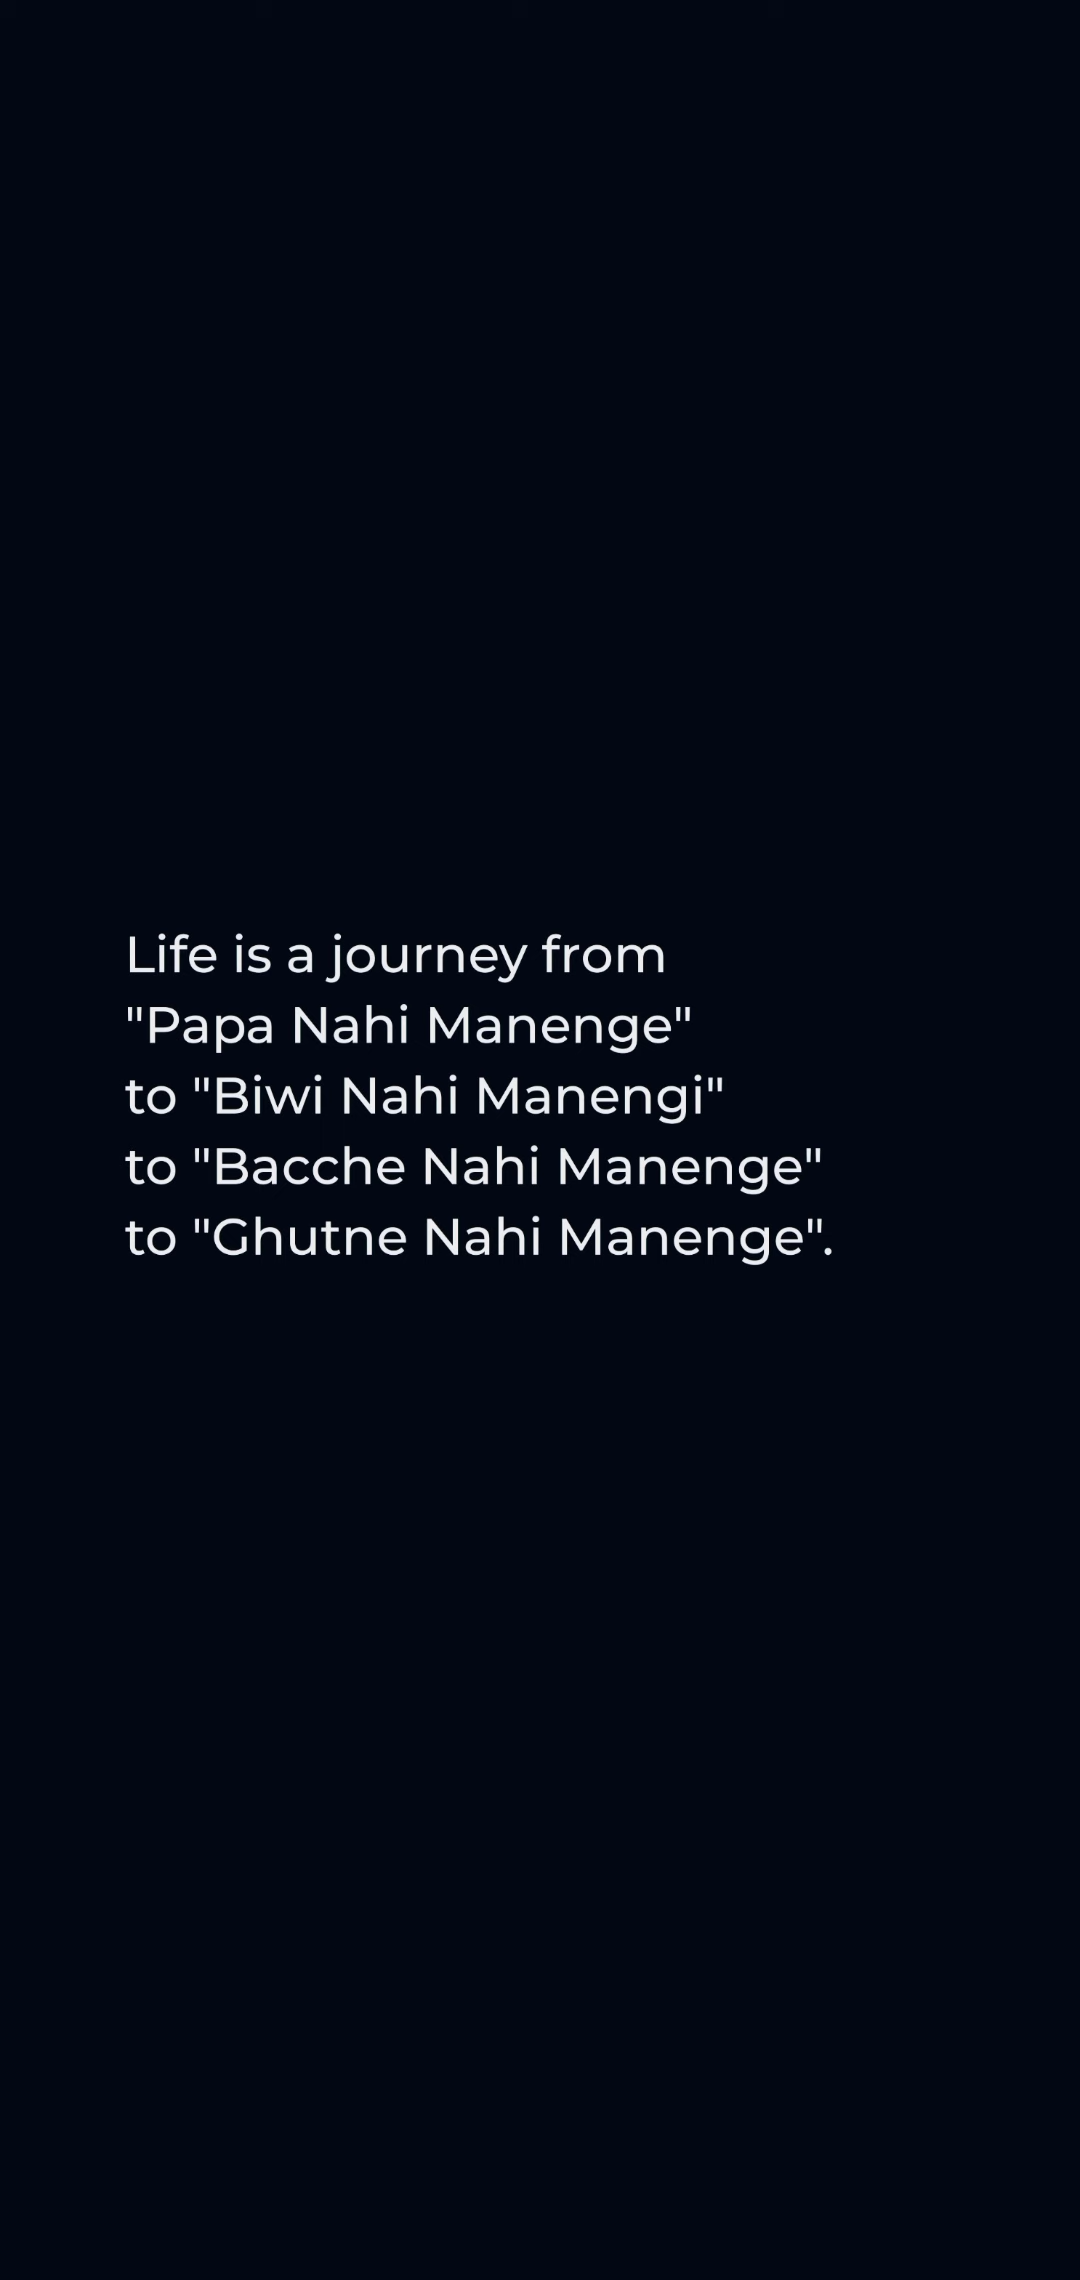 Life is a journey from
"Papa Nahi Manenge"
to "Biwi Nahi Manengi"
to "Bacche Nahi Manenge"
to "Ghutne Nahi Manenge".